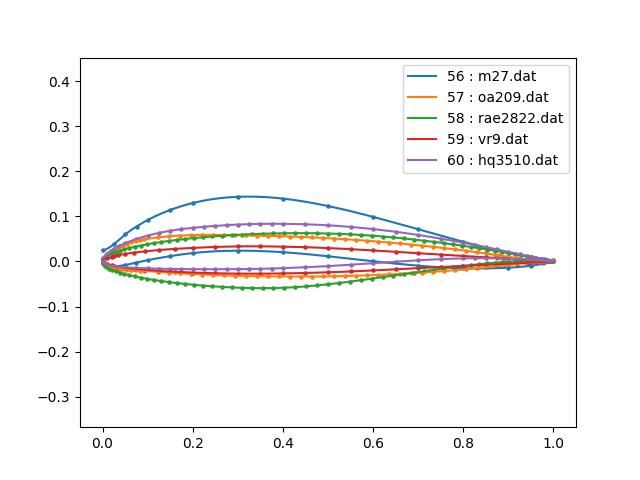 56 : m27.dat
57 : oa209.dat
58 : rae2822.dat
59 : vr9.dat
60 : hq3510.dat
0.4
0.3
0.2
0.1
0.0
−0.1
−0.2
−0.3
0.0 0.2 0.4 0.6 0.8 1.0